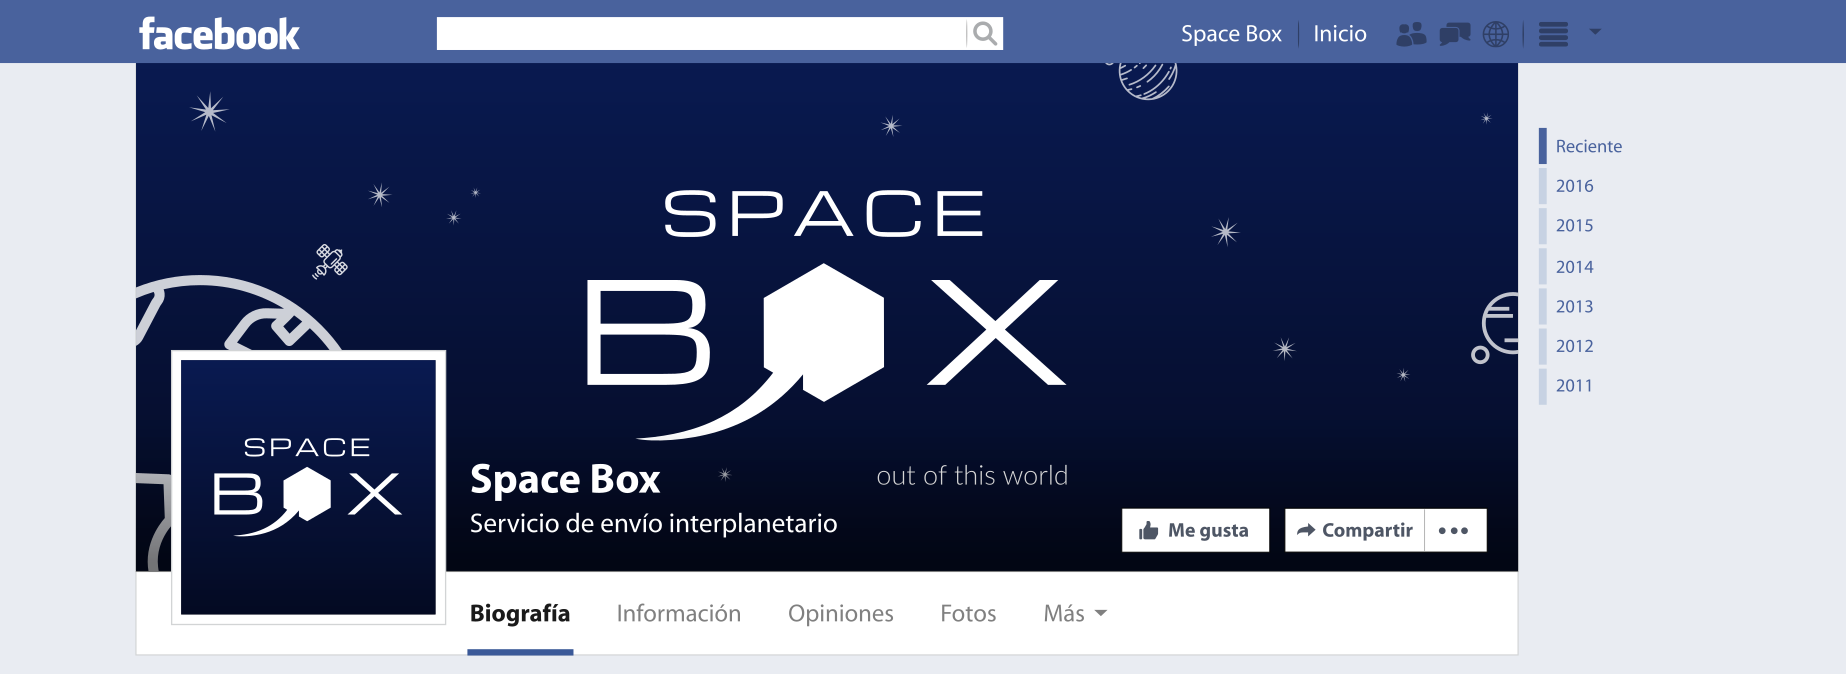 facebook
Space Box
Inicio
Reciente
2016
2015
2014
2013
2012
2011
SPACE
BOX
out of this world
SPACE
BOX
Space Box
Servicio de envío interplanetario
Me gusta
Compartir
Biografía
Información
Opiniones
Fotos
Más